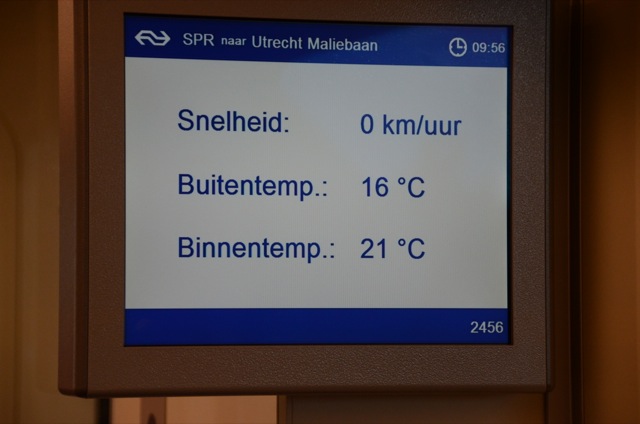 SPR naar Utrecht Maliebaan 09:56
Snelheid: 0 km/uur
Buitentemp.: 16 °C
Binnentemp.: 21 °C
2456